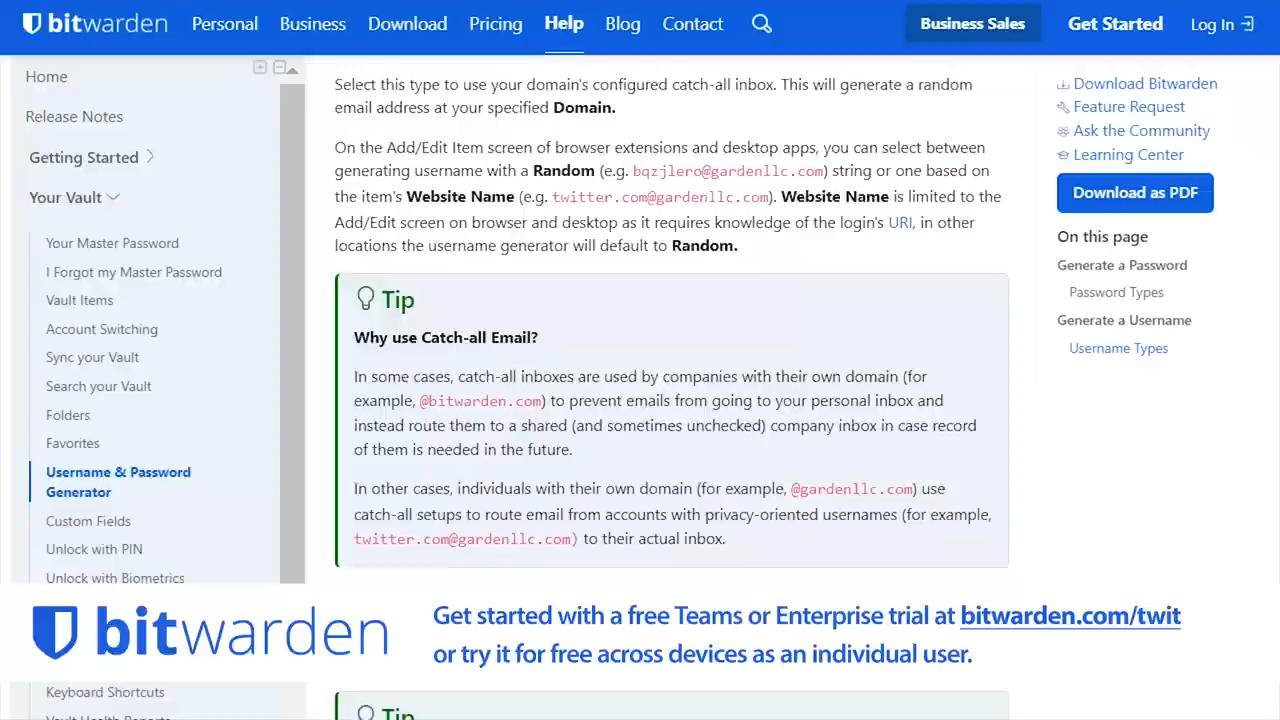 bitwarden Personal Business Download Pricing Help Blog Contact Business Sales Get Started Log In
Home
Release Notes
Getting Started
Your Vault
Your Master Password
I Forgot my Master Password
Vault Items
Account Switching
Sync your Vault
Search your Vault
Folders
Favorites
Username & Password
Generator
Custom Fields
Unlock with PIN
Unlock with Biometrics
Select this type to use your domain's configured catch-all inbox. This will generate a random
email address at your specified Domain.
On the Add/Edit Item screen of browser extensions and desktop apps, you can select between
generating username with a Random (e.g. bqzjlero@gardenllc.com) string or one based on
the item's Website Name (e.g. twitter.com@gardenllc.com). Website Name is limited to the
Add/Edit screen on browser and desktop as it requires knowledge of the login's URI, in other
locations the username generator will default to Random.
Tip
Why use Catch-all Email?
In some cases, catch-all inboxes are used by companies with their own domain (for
example, @bitwarden.com) to prevent emails from going to your personal inbox and
instead route them to a shared (and sometimes unchecked) company inbox in case record
of them is needed in the future.
In other cases, individuals with their own domain (for example, @gardenllc.com) use
catch-all setups to route email from accounts with privacy-oriented usernames (for example,
twitter.com@gardenllc.com) to their actual inbox.
Download Bitwarden
Feature Request
Ask the Community
Learning Center
Download as PDF
On this page
Generate a Password
Password Types
Generate a Username
Username Types
bitwarden
Get started with a free Teams or Enterprise trial at bitwarden.com/twit
or try it for free across devices as an individual user.
Keyboard Shortcuts
Vault Health Reports
Tip